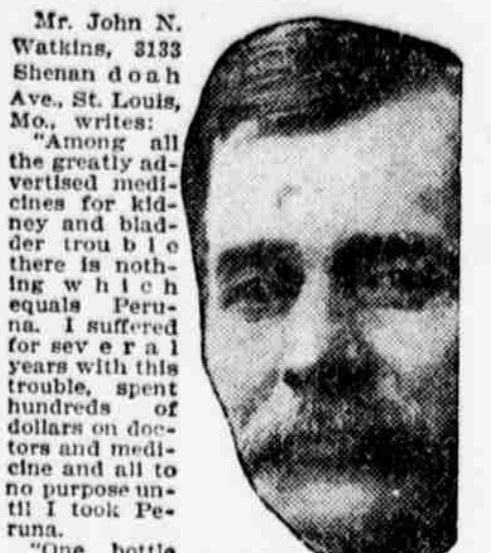 Mr. John N.
Watkins, 3133
Shenan doah
Ave., St. Louis,
Mo., writes:
"Among all
the greatly ad-
vertised medi-
cines for kid-
ney and blad-
der trou b l e
there is noth-
ing w h i c h
equals Peru-
na. I suffered
for sev e r a l
years with this
trouble, spent
hundreds of
dollars on doc-
tors and medi-
cine and all to
no purpose un-
til I took Pe-
runa.
"One bottle